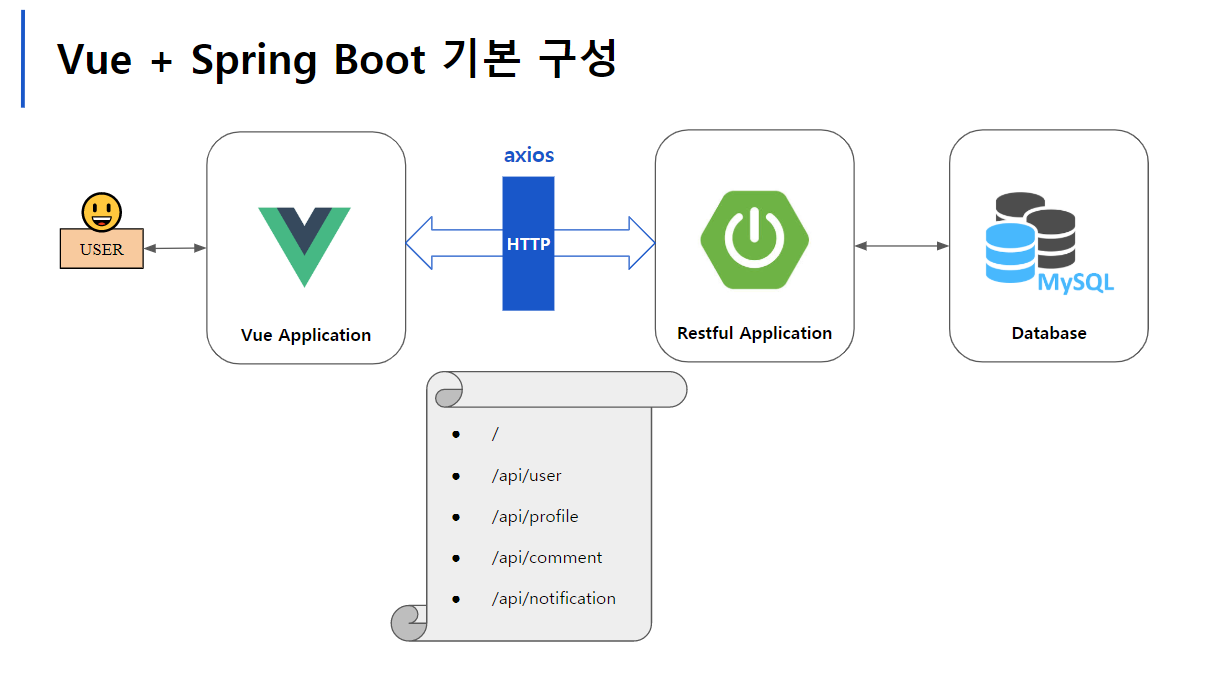 Vue + Spring Boot 기본 구성
axios
USER
HTTP
MySQL
Vue Application
Restful Application
Database
● /
● /api/user
● /api/profile
● /api/comment
● /api/notification